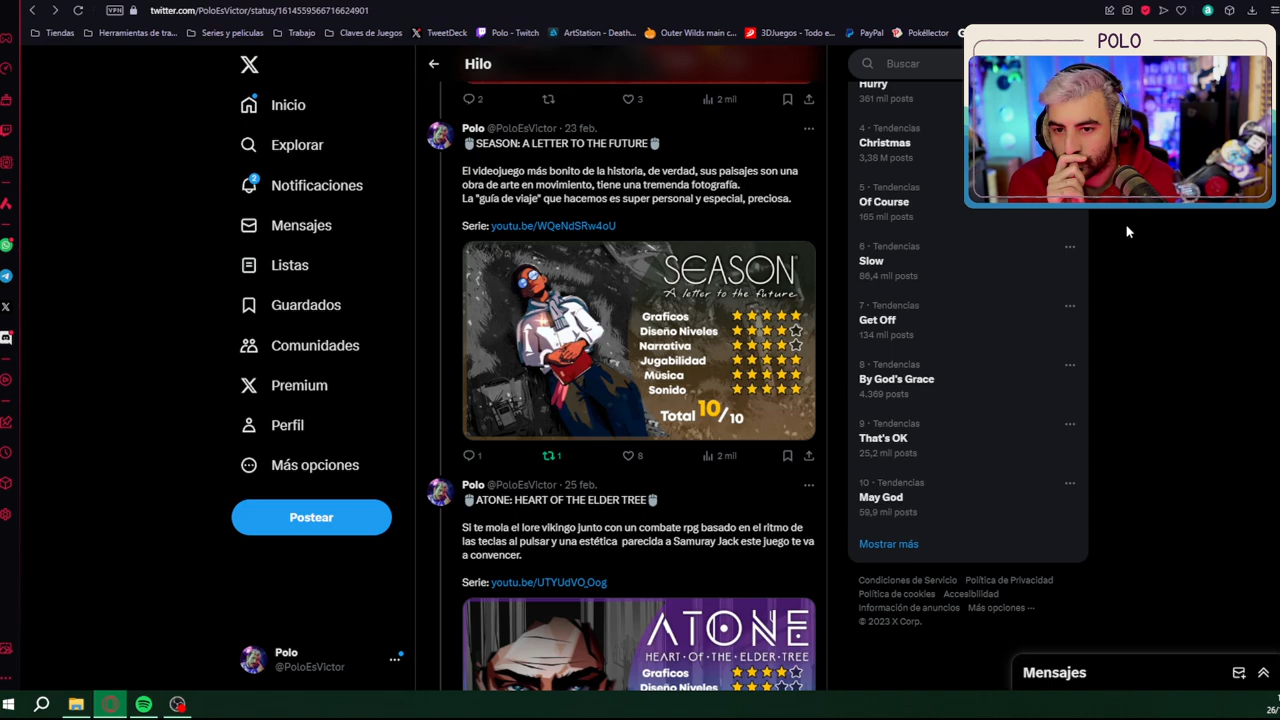 twitter.com/PoloEsVictor/status/1614559566716624901
VPN
Tiendas
Herramientas de tra...
Series y peliculas
Trabajo
Claves de Juegos
TweetDeck
Polo - Twitch
ArtStation - Death...
Outer Wilds main c...
3DJuegos - Todo e...
PayPal
Pokéllector
POLO
Inicio
Explorar
2
Notificaciones
Mensajes
Listas
Guardados
Comunidades
Premium
Perfil
Más opciones
Postear
Polo
@PoloEsVictor
Hilo
2
3
2 mil
Polo @PoloEsVictor · 23 feb.
SEASON: A LETTER TO THE FUTURE
El videojuego más bonito de la historia, de verdad, sus paisajes son una
obra de arte en movimiento, tiene una tremenda fotografía.
La "guía de viaje" que hacemos es super personal y especial, preciosa.
Serie: youtu.be/WQeNdSRw4oU
SEASON
A letter to the future
Graficos
Diseño Niveles
Narrativa
Jugabilidad
Música
Sonido
Total 10/10
1
1
8
2 mil
Polo @PoloEsVictor · 25 feb.
ATONE: HEART OF THE ELDER TREE
Si te mola el lore vikingo junto con un combate rpg basado en el ritmo de
las teclas al pulsar y una estética parecida a Samuray Jack este juego te va
a convencer.
Serie: youtu.be/UTYUdVO_Oog
ATONE
HEART·OF·THE·ELDER·TREE
Graficos
Diseño Niveles
Buscar
Hurry
361 mil posts
4 · Tendencias
Christmas
3,38 M posts
5 · Tendencias
Of Course
165 mil posts
6 · Tendencias
Slow
86,4 mil posts
7 · Tendencias
Get Off
134 mil posts
8 · Tendencias
By God's Grace
4.369 posts
9 · Tendencias
That's OK
25,2 mil posts
10 · Tendencias
May God
59,9 mil posts
Mostrar más
Condiciones de Servicio Política de Privacidad
Política de cookies Accesibilidad
Información de anuncios Más opciones ···
© 2023 X Corp.
Mensajes